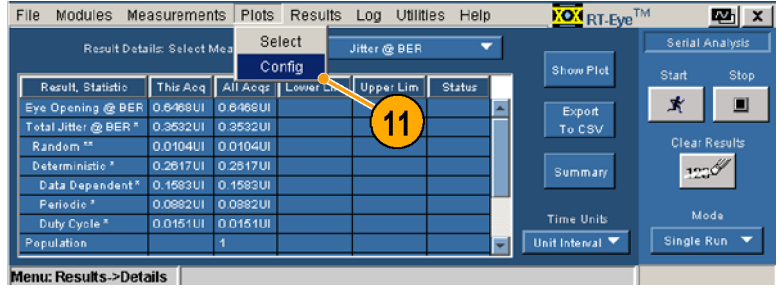 File Modules Measurements Plots Results Log Utilities Help RT-Eye™ X
Result Details: Select Mea Jitter @ BER
Select
Config
11
Result, Statistic This Acq All Acqs Lower Lim Upper Lim Status
Eye Opening @ BER 0.6468UI 0.6468UI
Total Jitter @ BER * 0.3532UI 0.3532UI
Random ** 0.0104UI 0.0104UI
Deterministic * 0.2617UI 0.2617UI
Data Dependent * 0.1583UI 0.1583UI
Periodic * 0.0882UI 0.0882UI
Duty Cycle * 0.0151UI 0.0151UI
Population 1
Show Plot
Export
To CSV
Summary
Time Units
Unit Interval
Serial Analysis
Start Stop
Clear Results
123
Mode
Single Run
Menu: Results->Details